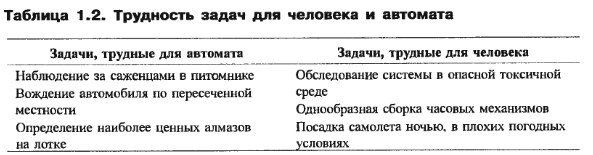 Таблица 1.2. Трудность задач для человека и автомата
Задачи, трудные для автомата
Наблюдение за саженцами в питомнике
Вождение автомобиля по пересеченной
местности
Определение наиболее ценных алмазов
на лотке
Задачи, трудные для человека
Обследование системы в опасной токсичной
среде
Однообразная сборка часовых механизмов
Посадка самолета ночью, в плохих погодных
условиях